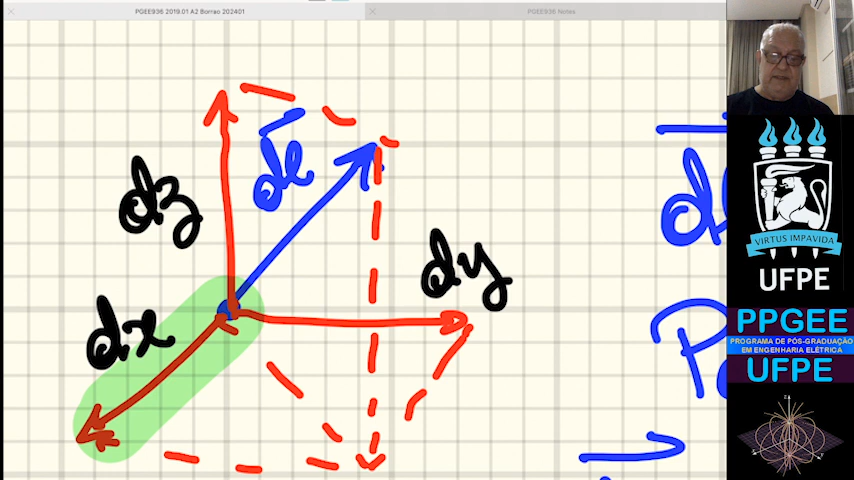 PGEE936 2019.01 A2 Borrao 202401
PGEE936 Notes
dz
dl
dy
dx
VIRTUS IMPAVIDA
UFPE
PPGEE
PROGRAMA DE PÓS-GRADUAÇÃO
EM ENGENHARIA ELÉTRICA
UFPE